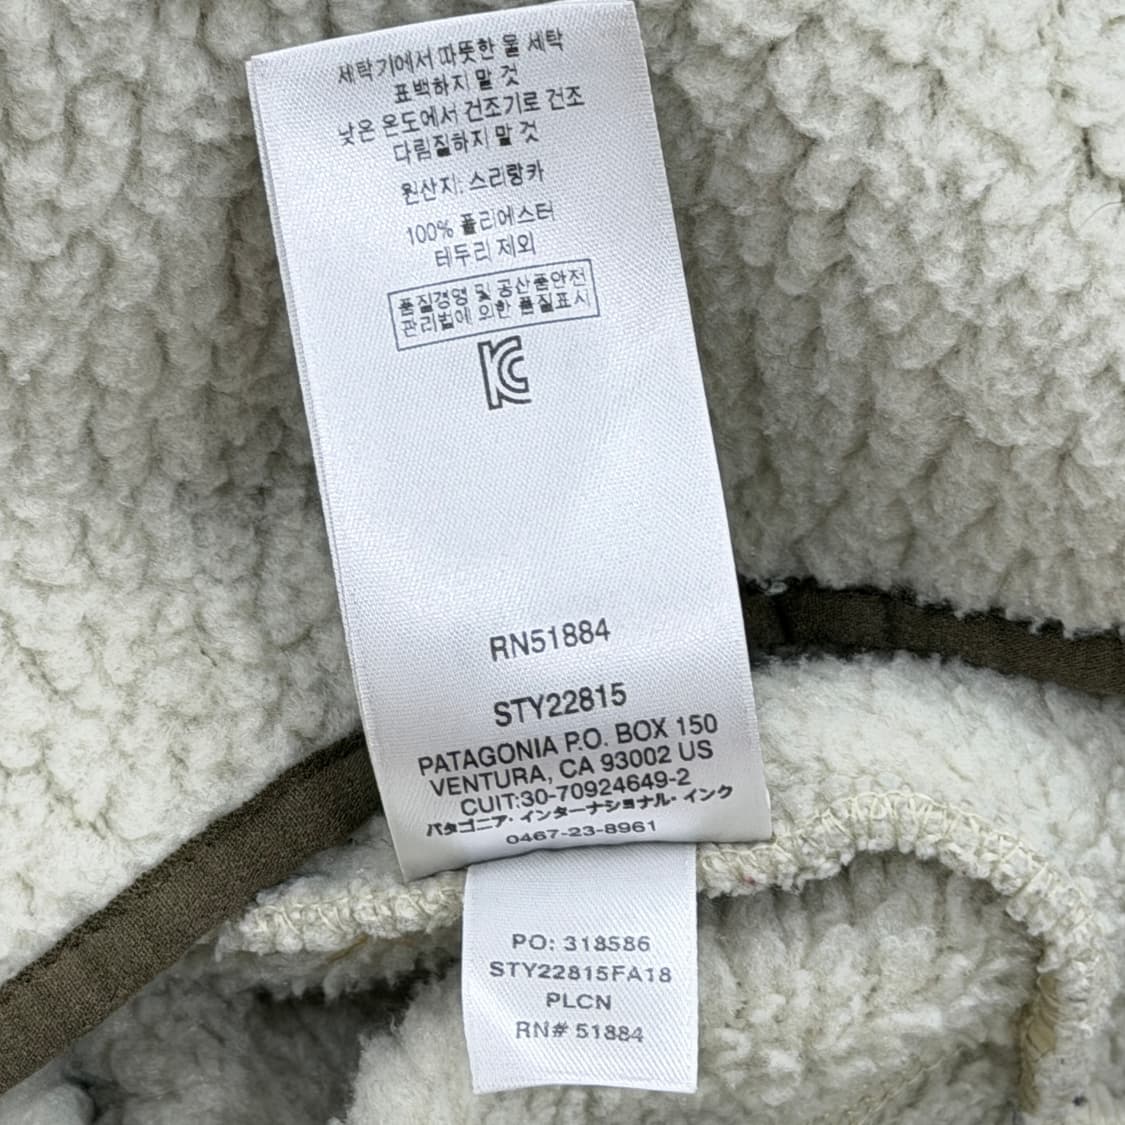 세탁기에서 따뜻한 물 세탁
표백하지 말 것
낮은 온도에서 건조기로 건조
다림질하지 말 것
원산지: 스리랑카
100% 폴리에스터
테두리 제외
품질경영 및 공산품안전
관리법에 의한 품질표시
KC
RN51884
STY22815
PATAGONIA P.O. BOX 150
VENTURA, CA 93002 US
CUIT:30-70924649-2
パタゴニア・インターナショナル・インク
0467-23-8961
PO: 318586
STY22815FA18
PLCN
RN# 51884